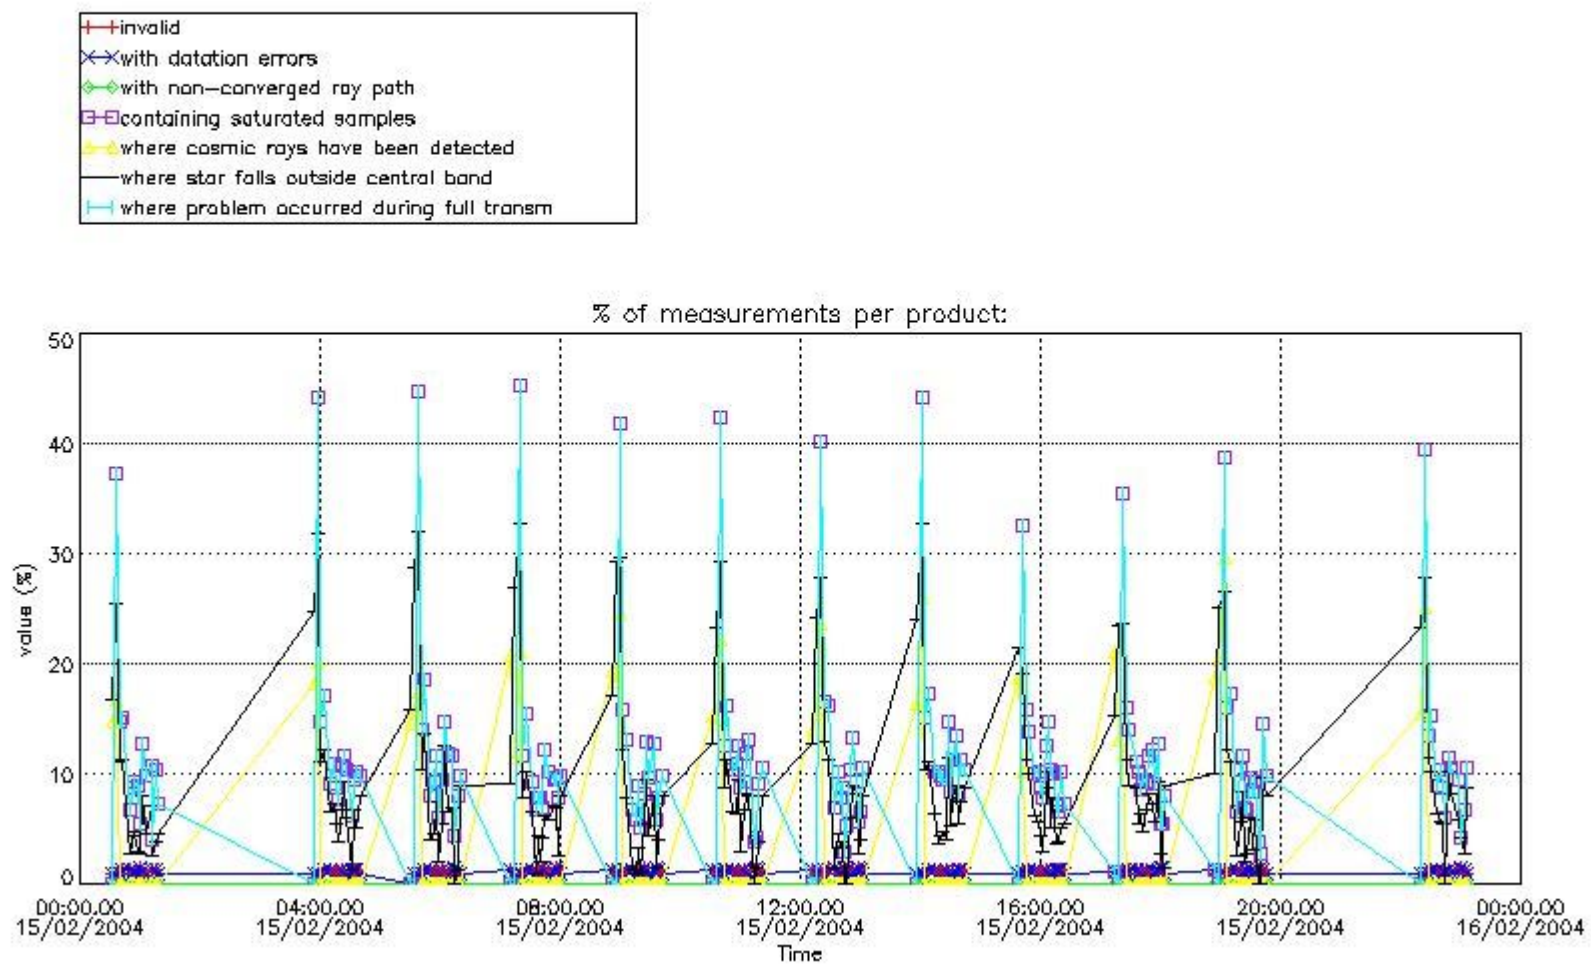 invalid
with datation errors
with non-converged ray path
containing saturated samples
where cosmic rays have been detected
where star falls outside central band
where problem occurred during full transm
% of measurements per product:
50
40
30
20
10
0
value (%)
00:00:00 04:00:00 08:00:00 12:00:00 16:00:00 20:00:00 00:00:00
15/02/2004 15/02/2004 15/02/2004 15/02/2004 15/02/2004 15/02/2004 16/02/2004
Time